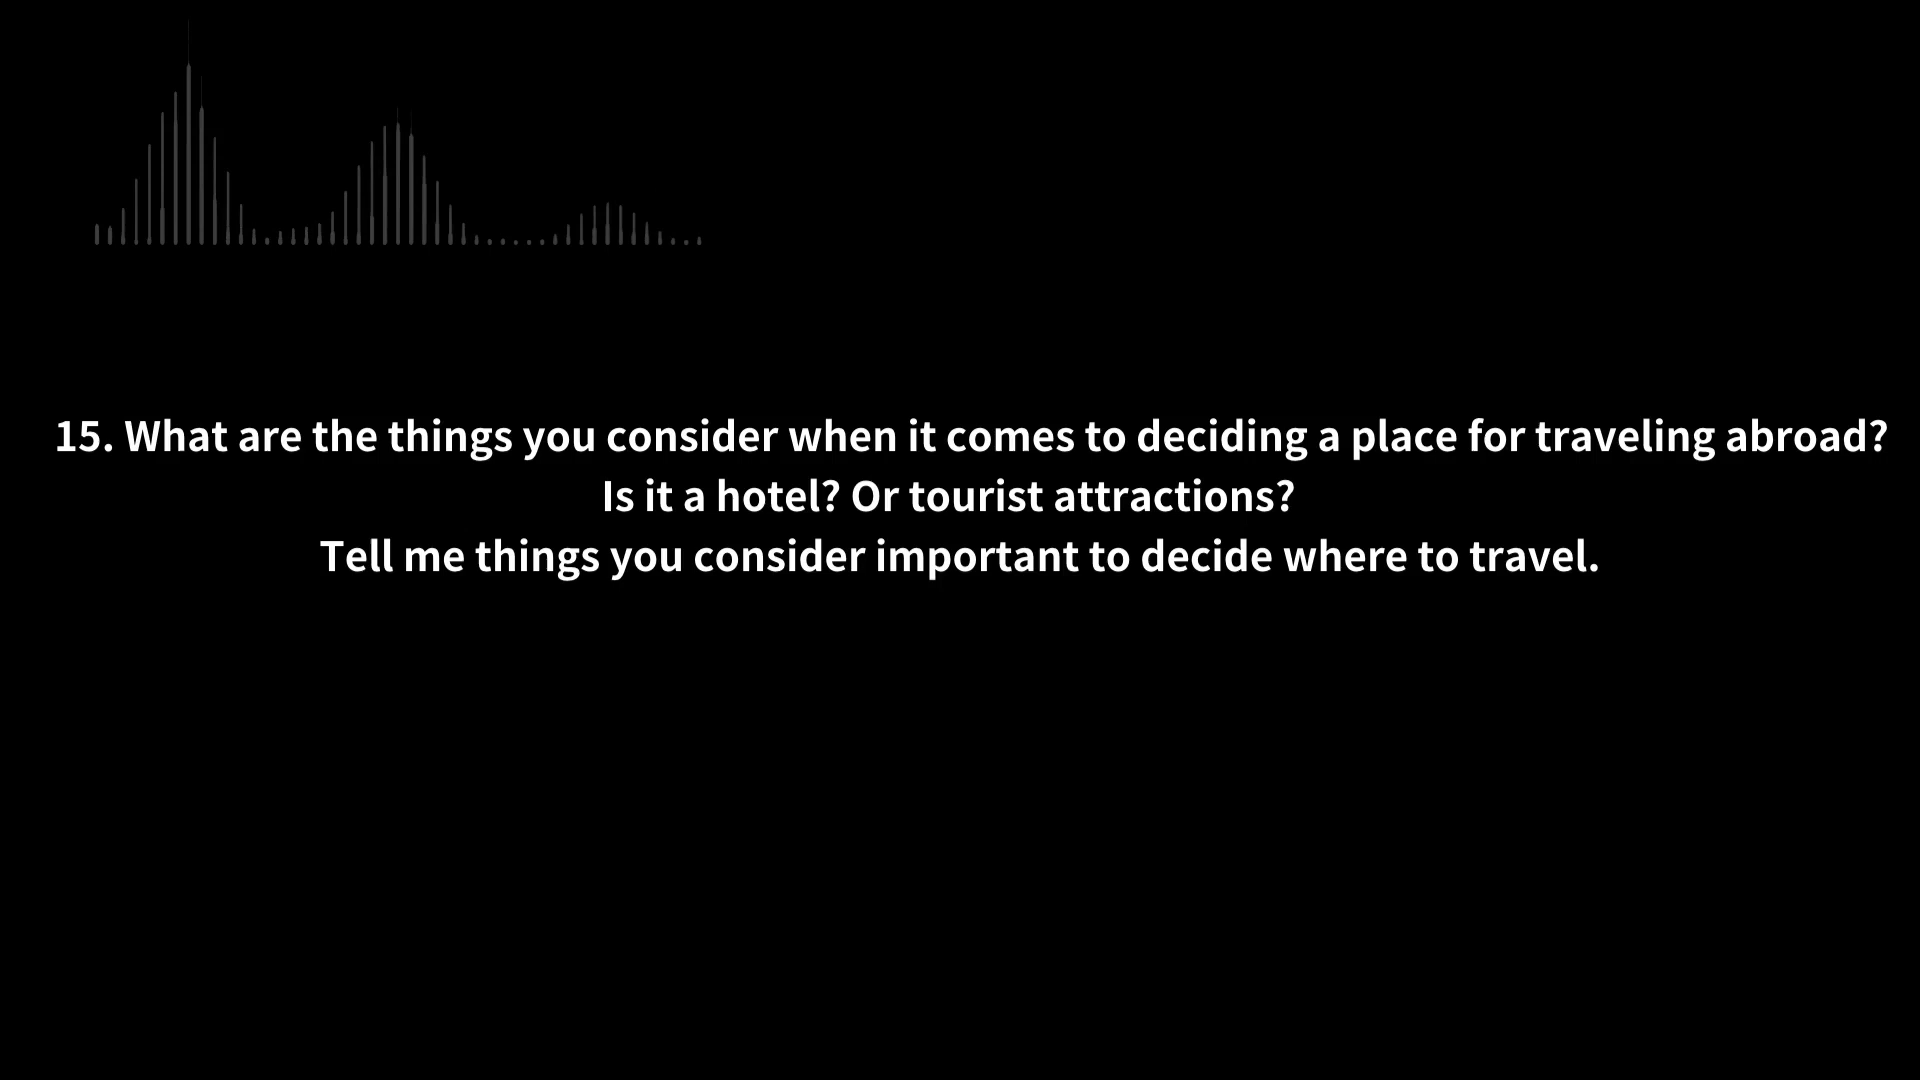 15. What are the things you consider when it comes to deciding a place for traveling abroad?
Is it a hotel? Or tourist attractions?
Tell me things you consider important to decide where to travel.